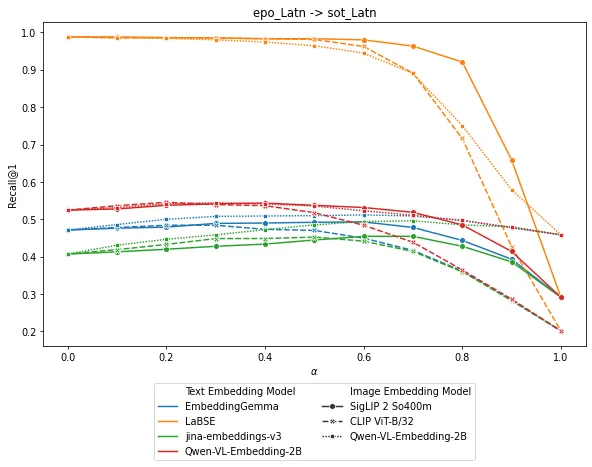 epo_Latn -> sot_Latn
1.0
0.9
0.8
0.7
0.6
0.5
0.4
0.3
0.2
Recall@1
0.0 0.2 0.4 0.6 0.8 1.0
α
Text Embedding Model
EmbeddingGemma
LaBSE
jina-embeddings-v3
Qwen-VL-Embedding-2B
Image Embedding Model
SigLIP 2 So400m
CLIP ViT-B/32
Qwen-VL-Embedding-2B